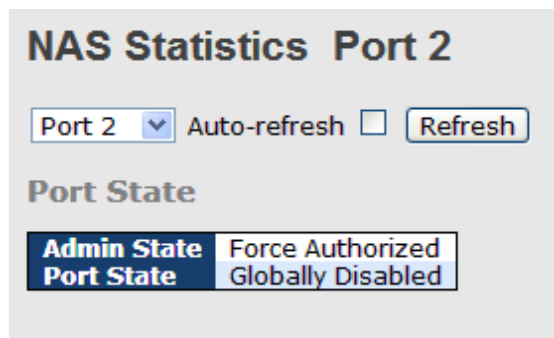 NAS Statistics Port 2
Port 2 Auto-refresh Refresh
Port State
Admin State Force Authorized
Port State Globally Disabled